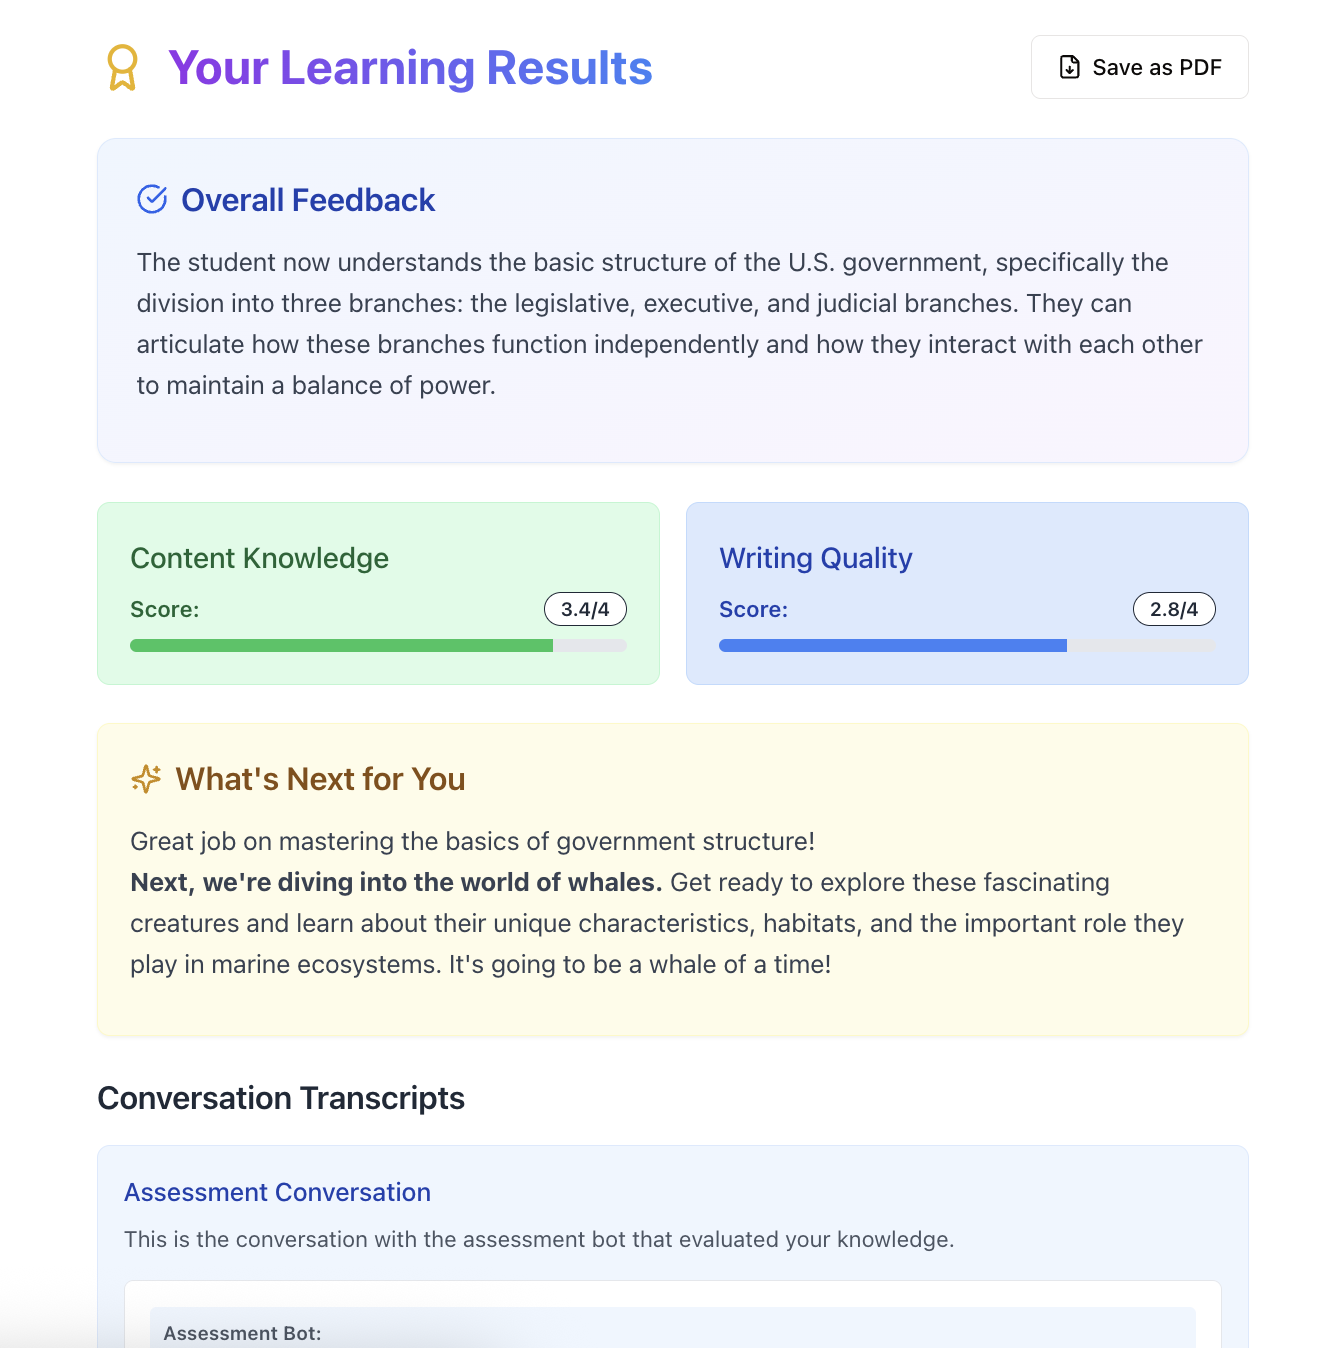 Your Learning Results
Save as PDF
Overall Feedback
The student now understands the basic structure of the U.S. government, specifically the
division into three branches: the legislative, executive, and judicial branches. They can
articulate how these branches function independently and how they interact with each other
to maintain a balance of power.
Content Knowledge
Score:
3.4/4
Writing Quality
Score:
2.8/4
What's Next for You
Great job on mastering the basics of government structure!
Next, we're diving into the world of whales. Get ready to explore these fascinating
creatures and learn about their unique characteristics, habitats, and the important role they
play in marine ecosystems. It's going to be a whale of a time!
Conversation Transcripts
Assessment Conversation
This is the conversation with the assessment bot that evaluated your knowledge.
Assessment Bot: